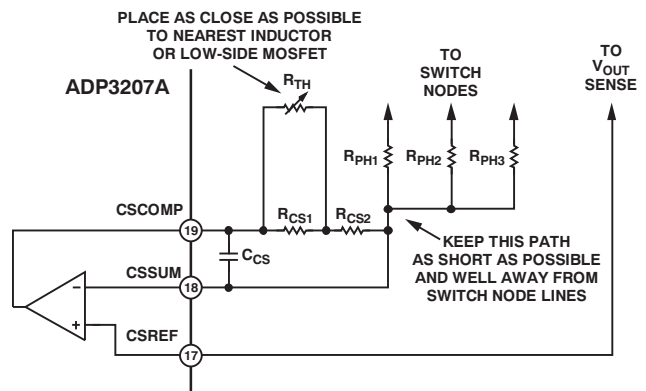 PLACE AS CLOSE AS POSSIBLE
TO NEAREST INDUCTOR
OR LOW-SIDE MOSFET
ADP3207A
RTH
TO
SWITCH
NODES
TO
VOUT
SENSE
RPH1
RPH2
RPH3
CSCOMP
19
RCS1
RCS2
CCS
KEEP THIS PATH
AS SHORT AS POSSIBLE
AND WELL AWAY FROM
SWITCH NODE LINES
CSSUM
18
–
+
CSREF
17